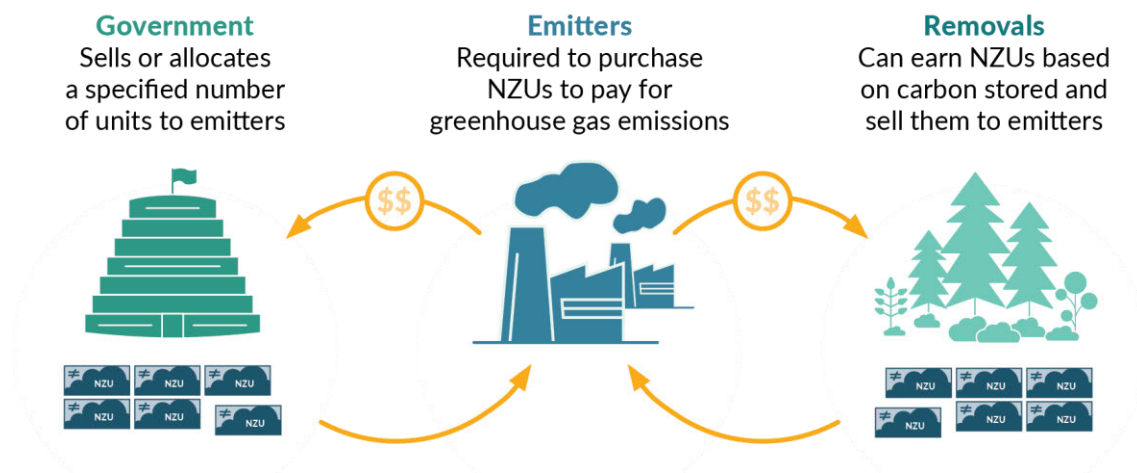 Government
Sells or allocates
a specified number
of units to emitters
Emitters
Required to purchase
NZUs to pay for
greenhouse gas emissions
Removals
Can earn NZUs based
on carbon stored and
sell them to emitters
$$
$$
≠ NZU
≠ NZU
≠ NZU
≠ NZU
≠ NZU
≠ NZU
≠ NZU
≠ NZU
≠ NZU
≠ NZU
≠ NZU
≠ NZU